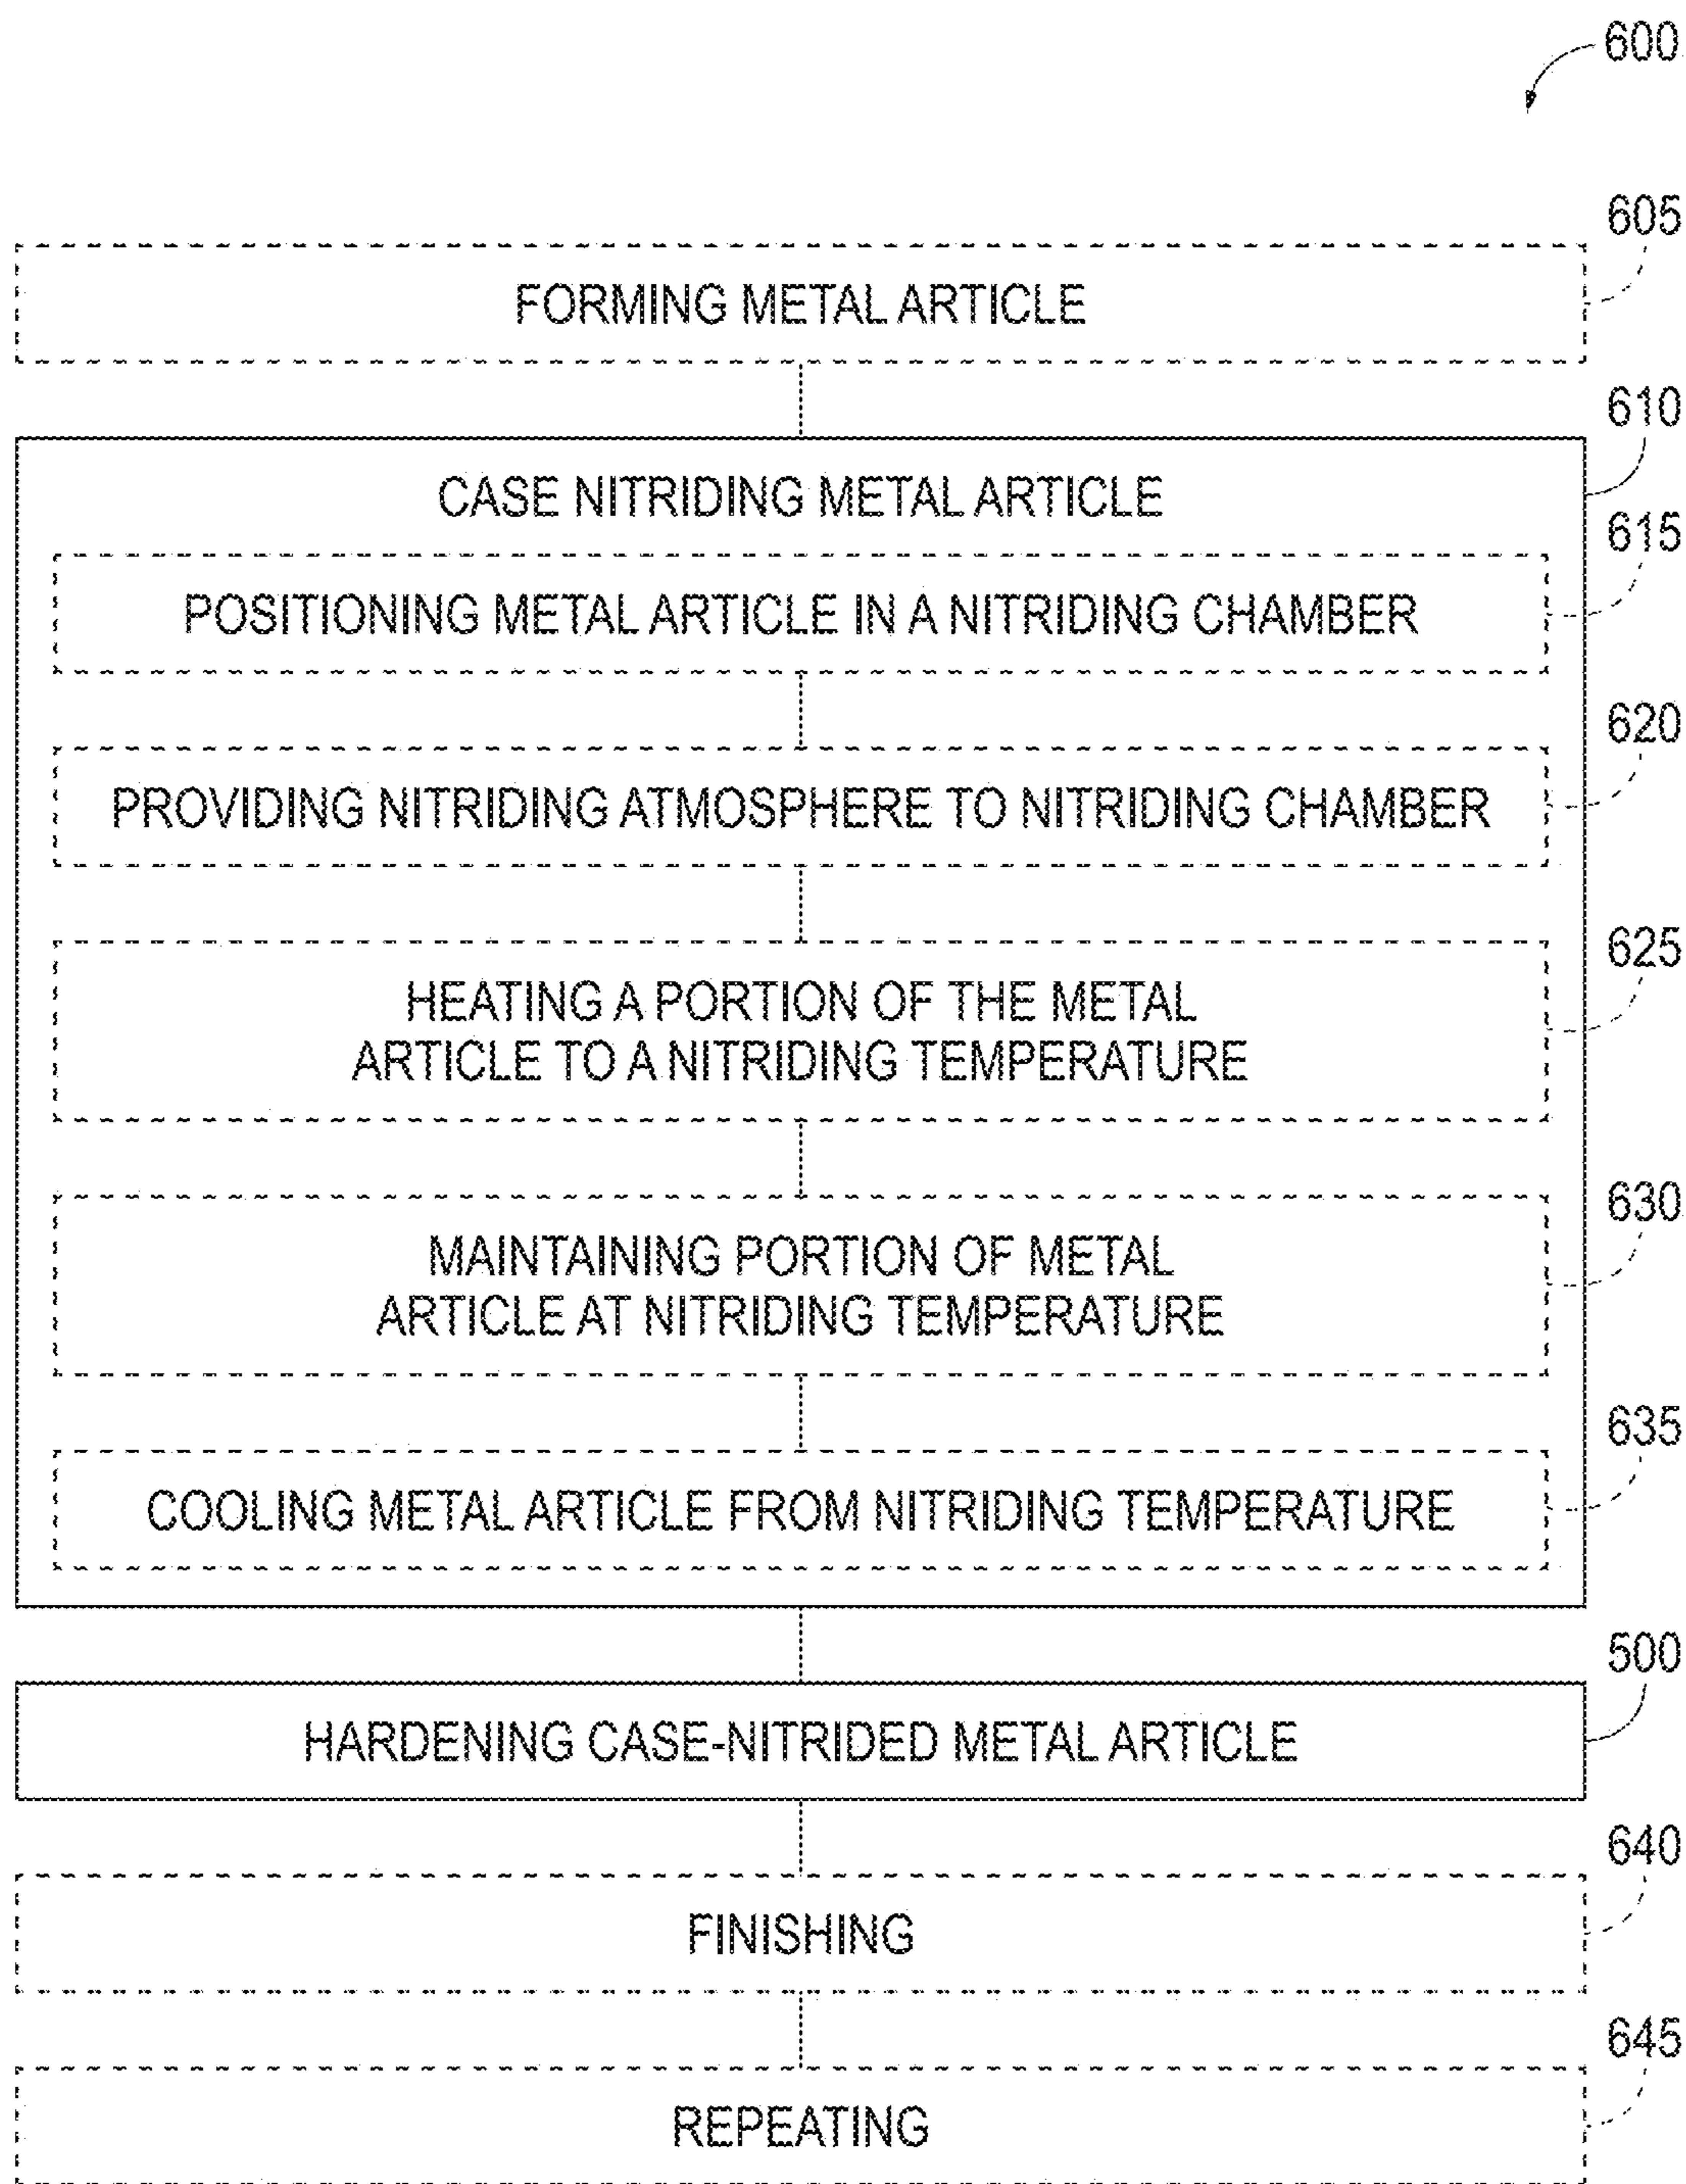 600
605
FORMING METAL ARTICLE
610
CASE NITRIDING METAL ARTICLE
615
POSITIONING METAL ARTICLE IN A NITRIDING CHAMBER
620
PROVIDING NITRIDING ATMOSPHERE TO NITRIDING CHAMBER
625
HEATING A PORTION OF THE METAL
ARTICLE TO A NITRIDING TEMPERATURE
630
MAINTAINING PORTION OF METAL
ARTICLE AT NITRIDING TEMPERATURE
635
COOLING METAL ARTICLE FROM NITRIDING TEMPERATURE
500
HARDENING CASE-NITRIDED METAL ARTICLE
640
FINISHING
645
REPEATING